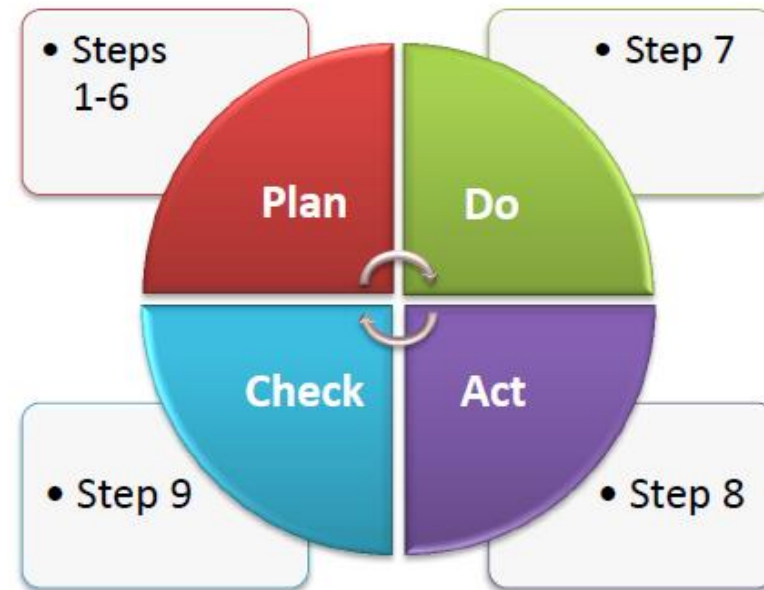 • Steps
1-6
• Step 7
Plan
Do
Check
Act
• Step 9
• Step 8